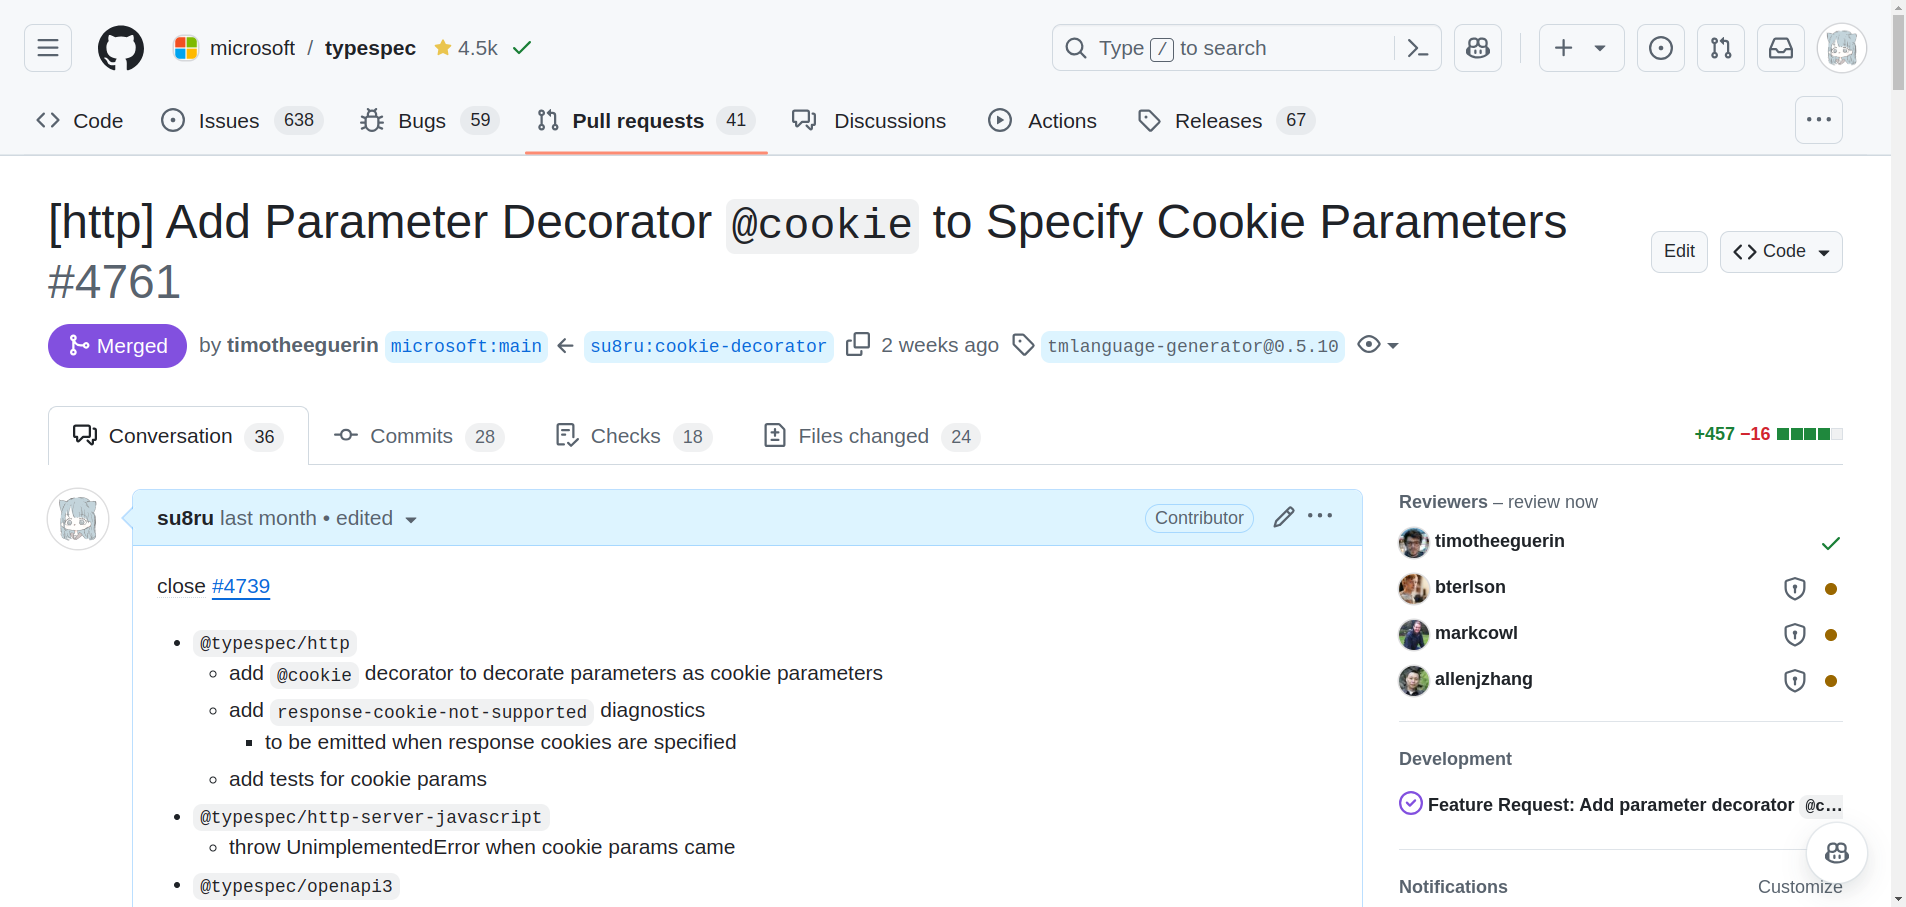 microsoft / typespec 4.5k
Type / to search
Code Issues 638 Bugs 59 Pull requests 41 Discussions Actions Releases 67
[http] Add Parameter Decorator @cookie to Specify Cookie Parameters
#4761
Edit Code
Merged by timotheeguerin microsoft:main ← su8ru:cookie-decorator 2 weeks ago tmlanguage-generator@0.5.10
Conversation 36 Commits 28 Checks 18 Files changed 24
+457 −16
su8ru last month • edited
Contributor
close #4739
• @typespec/http
◦ add @cookie decorator to decorate parameters as cookie parameters
◦ add response-cookie-not-supported diagnostics
▪ to be emitted when response cookies are specified
◦ add tests for cookie params
• @typespec/http-server-javascript
◦ throw UnimplementedError when cookie params came
• @typespec/openapi3
Reviewers – review now
timotheeguerin
bterlson
markcowl
allenjzhang
Development
Feature Request: Add parameter decorator @c...
Notifications
Customize